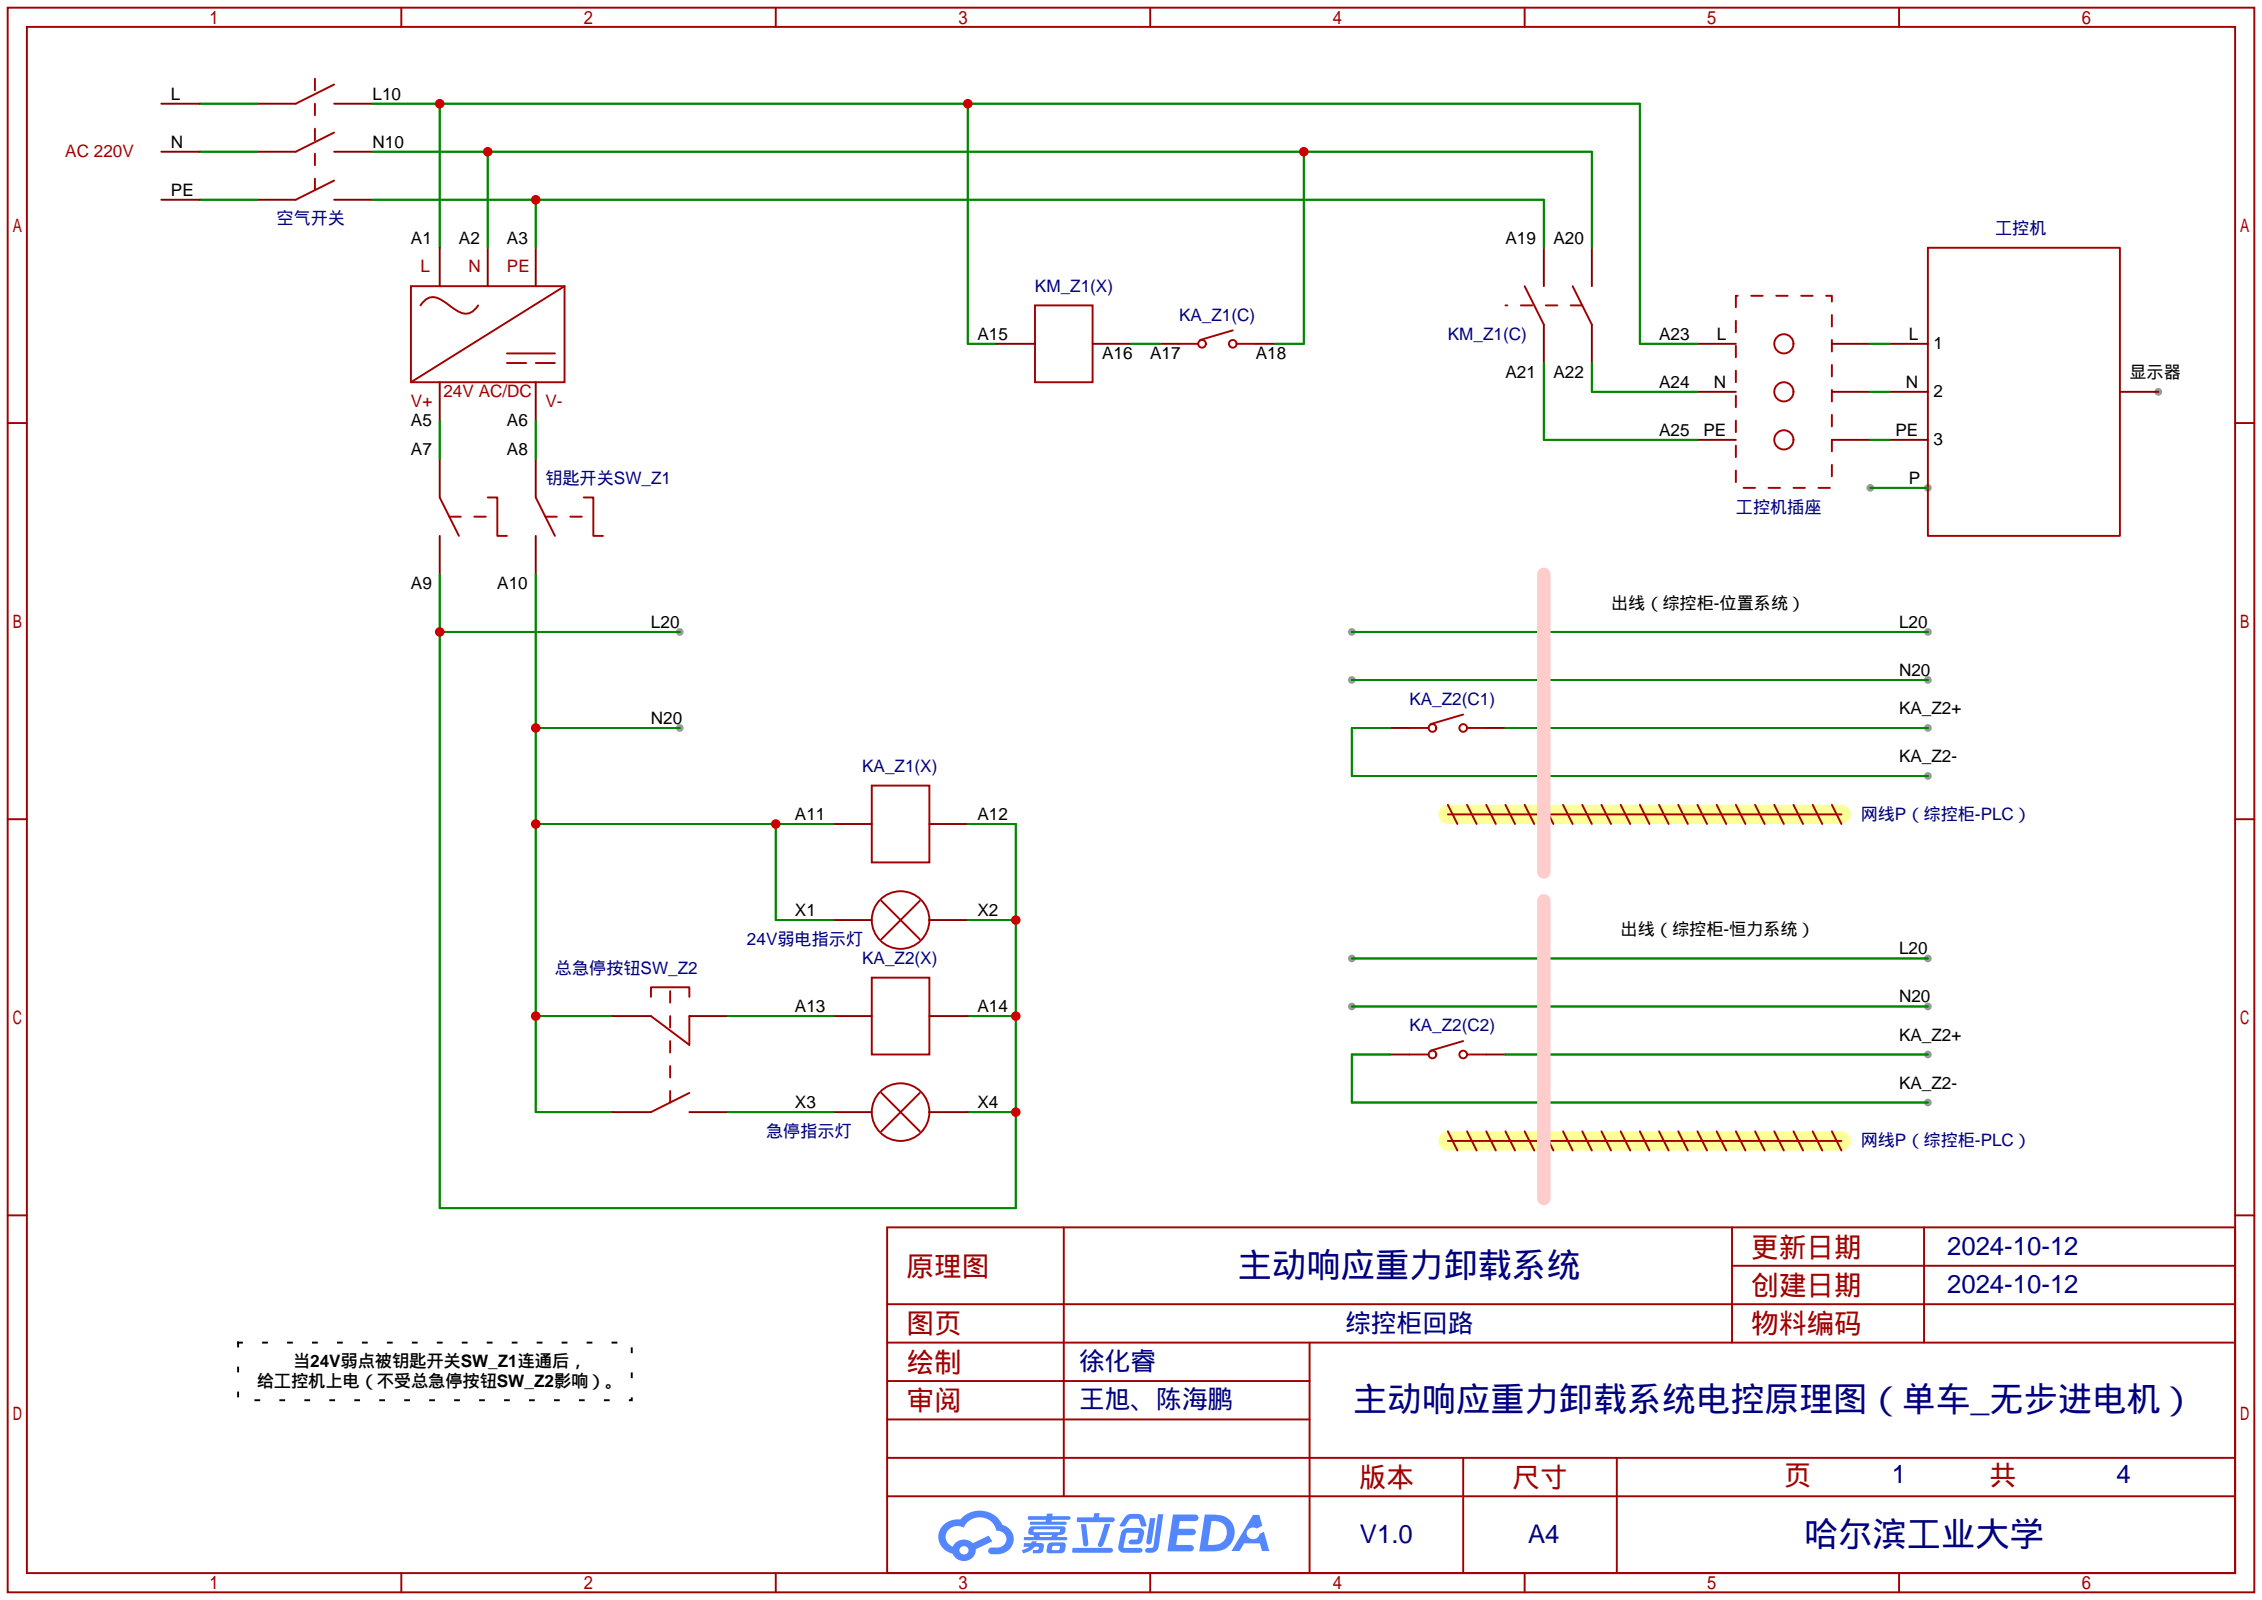 1 2 3 4 5 6
L L10
N N10
AC 220V
PE
空气开关
A A
A1 A2 A3
L N PE
24V AC/DC
V+ V-
A5 A6
A7 A8
钥匙开关SW_Z1
A9 A10
L20
N20
KM_Z1(X)
KA_Z1(C)
A15 A16 A17 A18
A19 A20
KM_Z1(C)
A21 A22
工控机
A23 L L 1
A24 N N 2
A25 PE PE 3
P
显示器
工控机插座
B B
出线（综控柜-位置系统）
L20
N20
KA_Z2(C1)
KA_Z2+
KA_Z2-
网线P（综控柜-PLC）
KA_Z1(X)
A11 A12
X1 X2
24V弱电指示灯
KA_Z2(X)
总急停按钮SW_Z2
A13 A14
X3 X4
急停指示灯
C C
出线（综控柜-恒力系统）
L20
N20
KA_Z2(C2)
KA_Z2+
KA_Z2-
网线P（综控柜-PLC）
当24V弱点被钥匙开关SW_Z1连通后，
给工控机上电（不受总急停按钮SW_Z2影响）。
D D
原理图 主动响应重力卸载系统 更新日期 2024-10-12
创建日期 2024-10-12
图页 综控柜回路 物料编码
绘制 徐化睿
审阅 王旭、陈海鹏
主动响应重力卸载系统电控原理图（单车_无步进电机）
版本 尺寸 页 1 共 4
嘉立创EDA V1.0 A4 哈尔滨工业大学
1 2 3 4 5 6